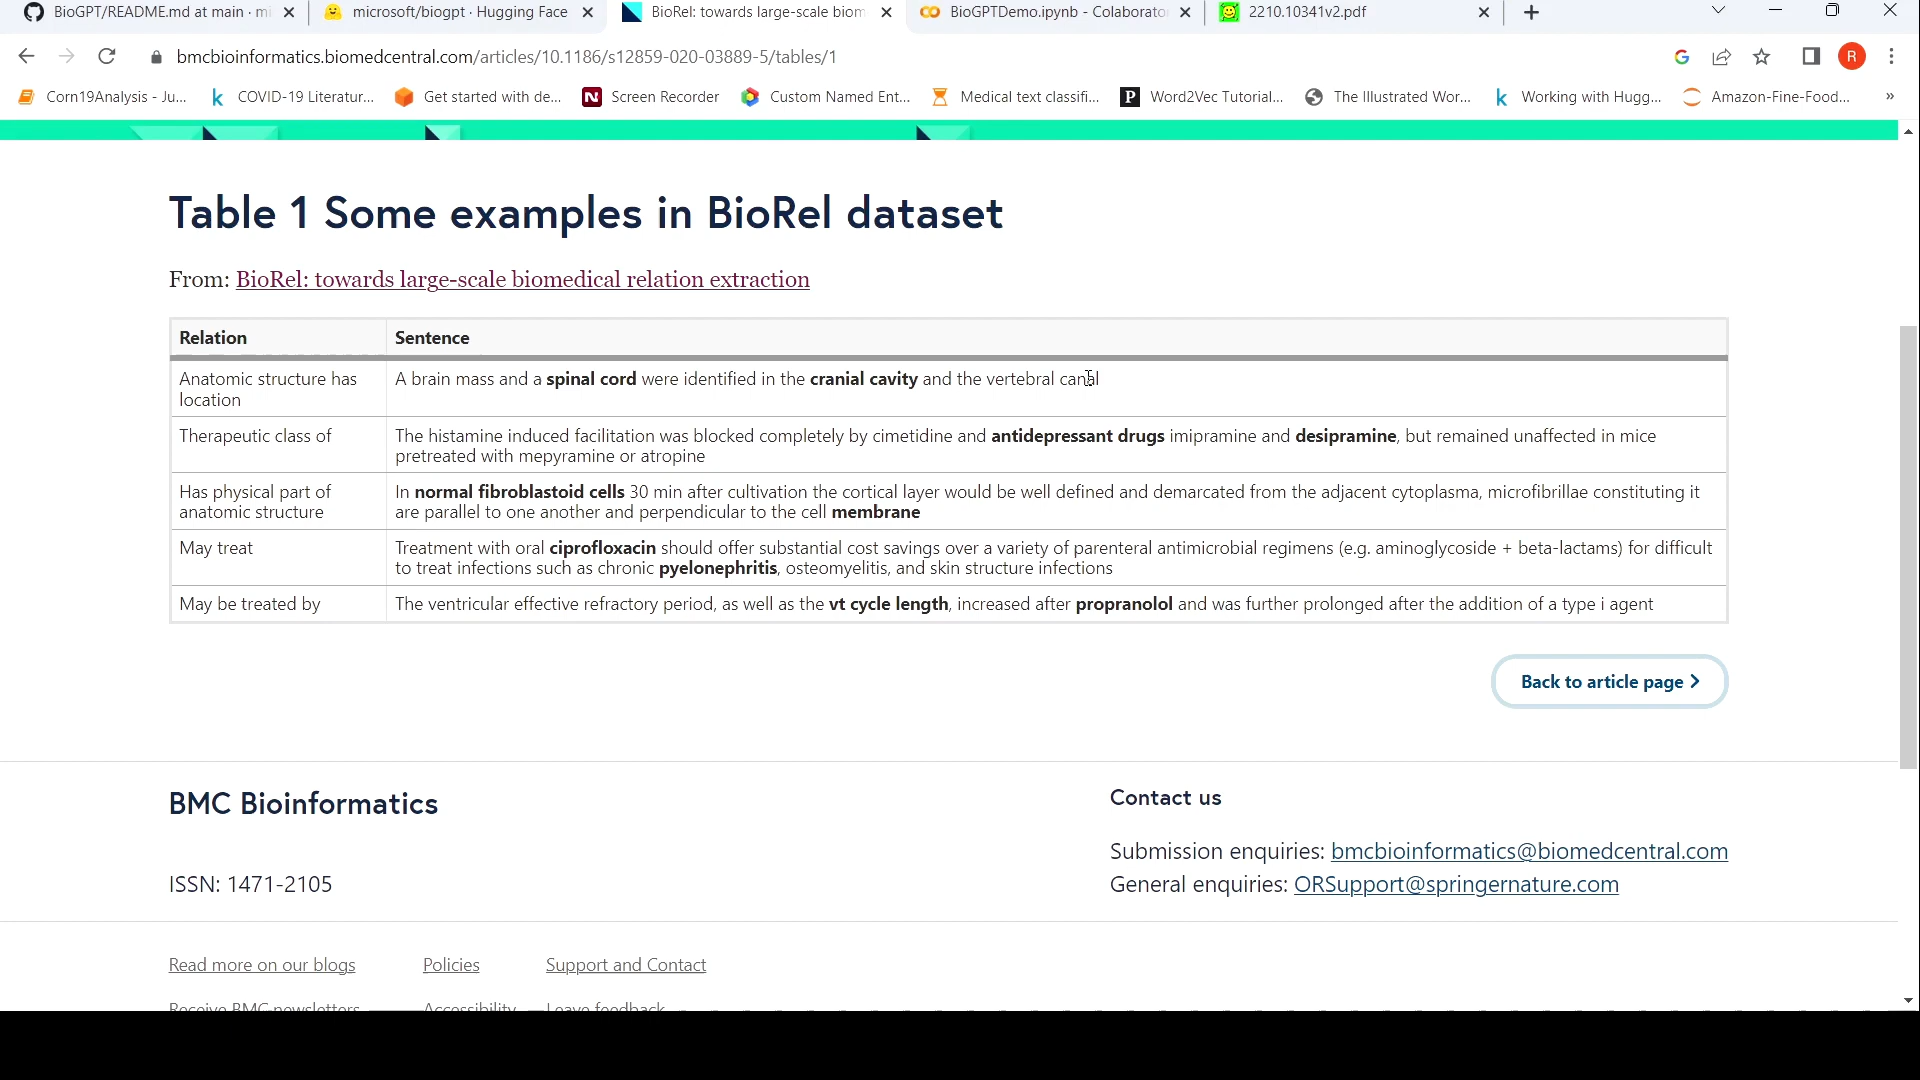 BioGPT/README.md at main · mi
microsoft/biogpt · Hugging Face
BioRel: towards large-scale biom
BioGPTDemo.ipynb - Colaborato
2210.10341v2.pdf
bmcbioinformatics.biomedcentral.com/articles/10.1186/s12859-020-03889-5/tables/1
R
Corn19Analysis - Ju...
COVID-19 Literatur...
Get started with de...
Screen Recorder
Custom Named Ent...
Medical text classifi...
Word2Vec Tutorial...
The Illustrated Wor...
Working with Hugg...
Amazon-Fine-Food...
»
Table 1 Some examples in BioRel dataset
From: BioRel: towards large-scale biomedical relation extraction
Relation
Sentence
Anatomic structure has
location
A brain mass and a spinal cord were identified in the cranial cavity and the vertebral canal
Therapeutic class of
The histamine induced facilitation was blocked completely by cimetidine and antidepressant drugs imipramine and desipramine, but remained unaffected in mice
pretreated with mepyramine or atropine
Has physical part of
anatomic structure
In normal fibroblastoid cells 30 min after cultivation the cortical layer would be well defined and demarcated from the adjacent cytoplasma, microfibrillae constituting it
are parallel to one another and perpendicular to the cell membrane
May treat
Treatment with oral ciprofloxacin should offer substantial cost savings over a variety of parenteral antimicrobial regimens (e.g. aminoglycoside + beta-lactams) for difficult
to treat infections such as chronic pyelonephritis, osteomyelitis, and skin structure infections
May be treated by
The ventricular effective refractory period, as well as the vt cycle length, increased after propranolol and was further prolonged after the addition of a type i agent
Back to article page
BMC Bioinformatics
ISSN: 1471-2105
Contact us
Submission enquiries: bmcbioinformatics@biomedcentral.com
General enquiries: ORSupport@springernature.com
Read more on our blogs
Policies
Support and Contact
Receive BMC newsletters
Accessibility
Leave feedback